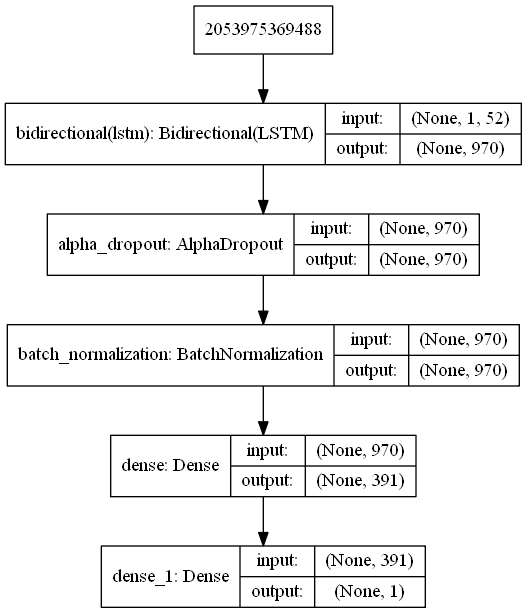 2053975369488
bidirectional(lstm): Bidirectional(LSTM)
input: (None, 1, 52)
output: (None, 970)
alpha_dropout: AlphaDropout
input: (None, 970)
output: (None, 970)
batch_normalization: BatchNormalization
input: (None, 970)
output: (None, 970)
dense: Dense
input: (None, 970)
output: (None, 391)
dense_1: Dense
input: (None, 391)
output: (None, 1)